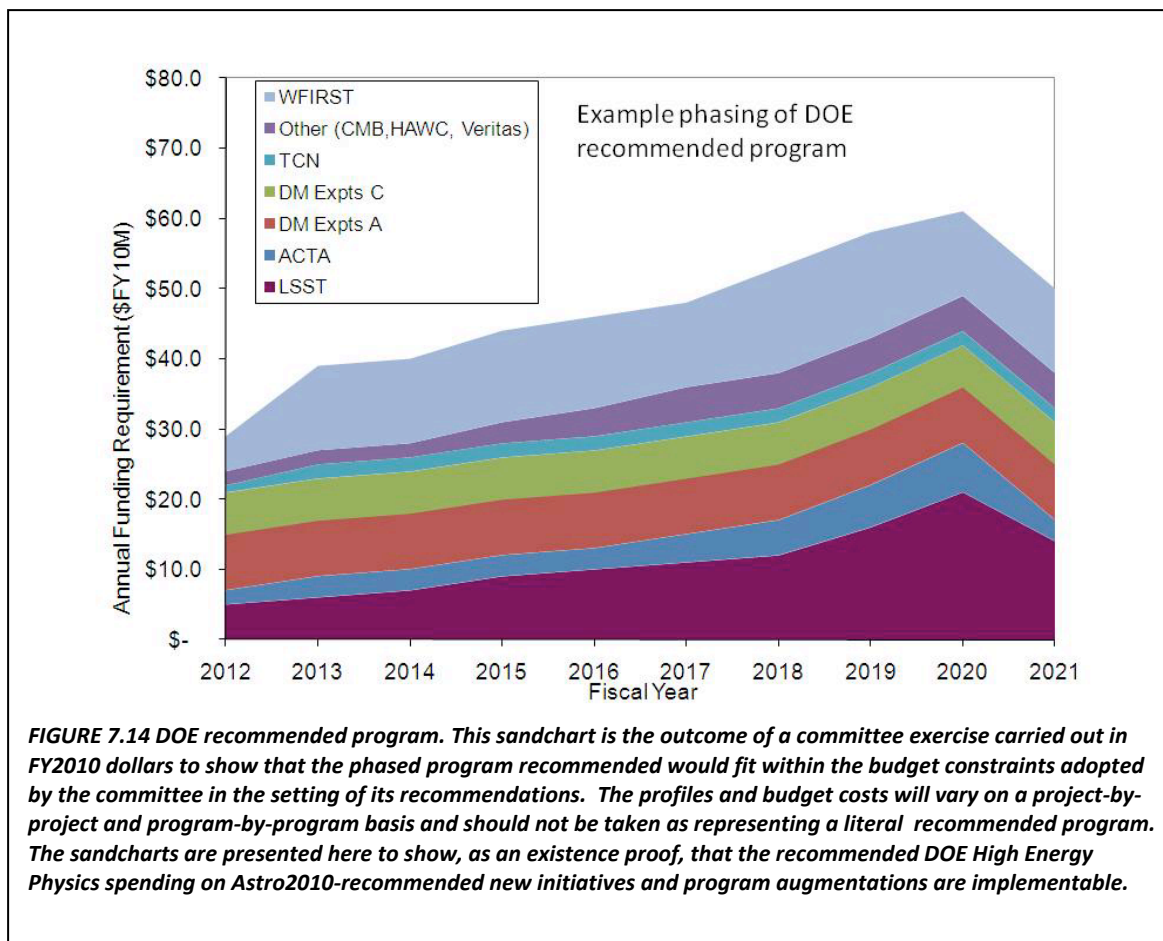 $80.0
$70.0
$60.0
$50.0
$40.0
$30.0
$20.0
$10.0
$-
Annual Funding Requirement ($FY10M)
WFIRST
Other (CMB,HAWC, Veritas)
TCN
DM Expts C
DM Expts A
ACTA
LSST
Example phasing of DOE
recommended program
2012 2013 2014 2015 2016 2017 2018 2019 2020 2021
Fiscal Year
FIGURE 7.14 DOE recommended program. This sandchart is the outcome of a committee exercise carried out in
FY2010 dollars to show that the phased program recommended would fit within the budget constraints adopted
by the committee in the setting of its recommendations. The profiles and budget costs will vary on a project-by-
project and program-by-program basis and should not be taken as representing a literal recommended program.
The sandcharts are presented here to show, as an existence proof, that the recommended DOE High Energy
Physics spending on Astro2010-recommended new initiatives and program augmentations are implementable.